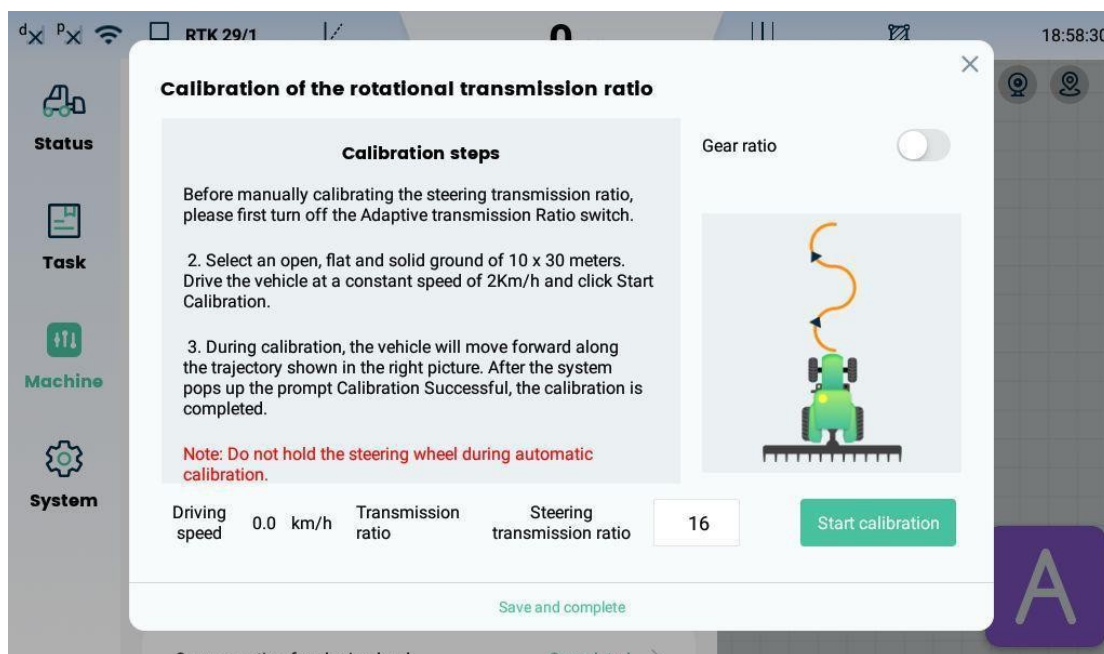 d P RTK 29/1 0 18:58:30
Calibration of the rotational transmission ratio
Status
Task
Machine
System
Calibration steps
Before manually calibrating the steering transmission ratio,
please first turn off the Adaptive transmission Ratio switch.
2. Select an open, flat and solid ground of 10 x 30 meters.
Drive the vehicle at a constant speed of 2Km/h and click Start
Calibration.
3. During calibration, the vehicle will move forward along
the trajectory shown in the right picture. After the system
pops up the prompt Calibration Successful, the calibration is
completed.
Note: Do not hold the steering wheel during automatic
calibration.
Gear ratio
Driving
speed
0.0 km/h
Transmission
ratio
Steering
transmission ratio
16
Start calibration
Save and complete
A